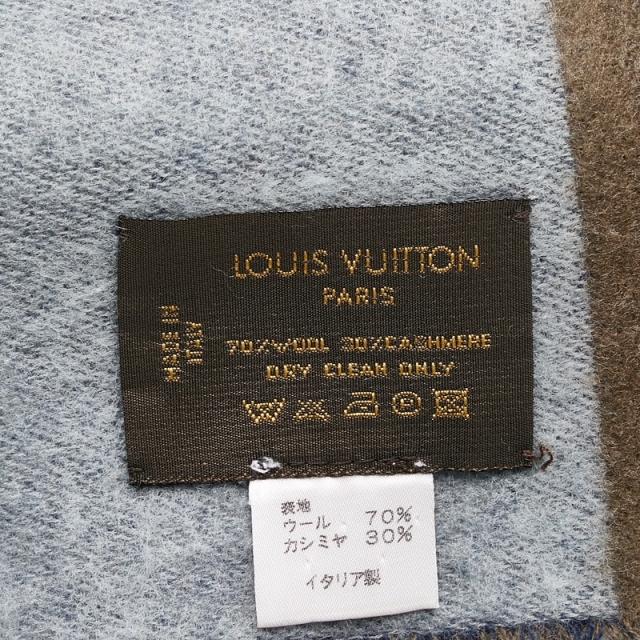 LOUIS VUITTON
PARIS
MADE IN
ITALY
70%WOOL 30%CASHMERE
DRY CLEAN ONLY
表地
ウール 70%
カシミヤ 30%
イタリア製